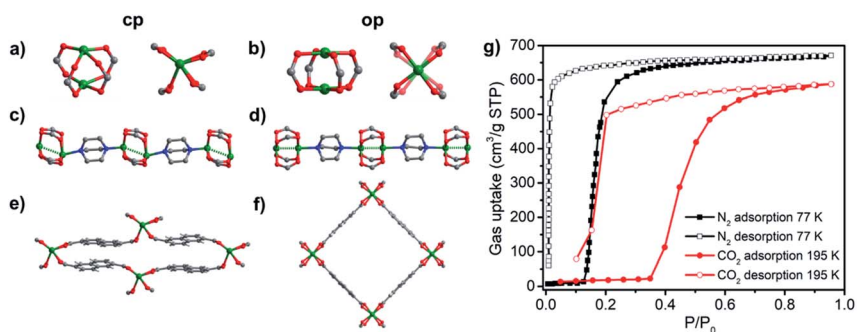 cp
op
a)
b)
c)
d)
e)
f)
g)
Gas uptake (cm³/g STP)
700
600
500
400
300
200
100
0
N₂ adsorption 77 K
N₂ desorption 77 K
CO₂ adsorption 195 K
CO₂ desorption 195 K
0.0 0.2 0.4 0.6 0.8 1.0
P/P₀